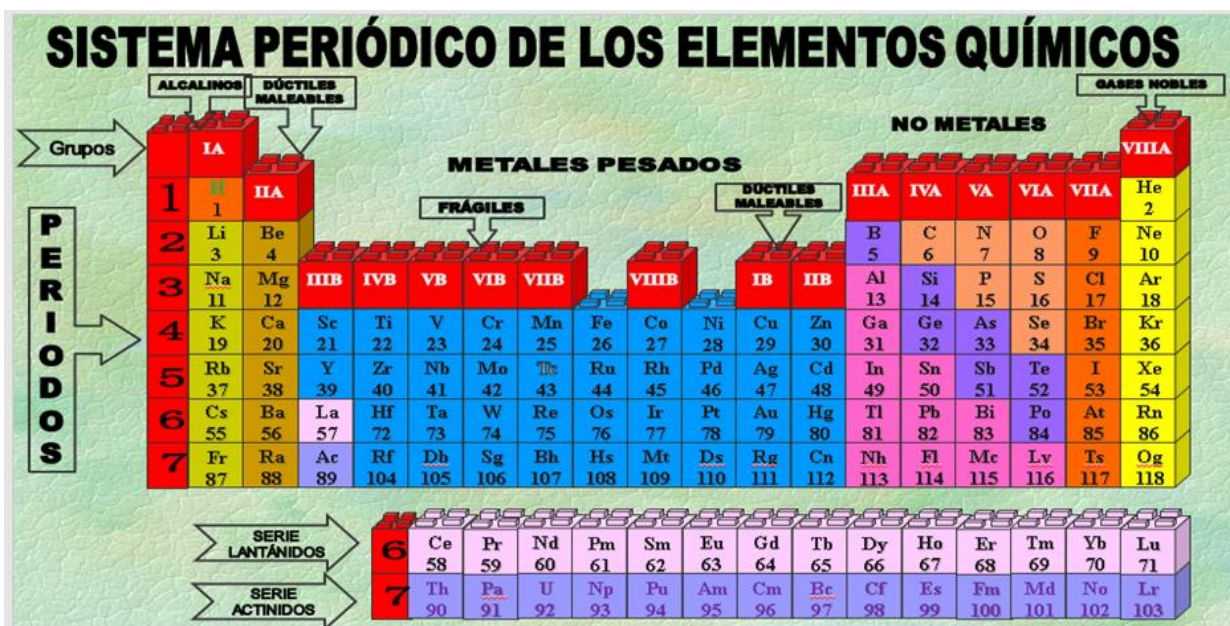 SISTEMA PERIÓDICO DE LOS ELEMENTOS QUÍMICOS
ALCALINOS
DÚCTILES
MALEABLES
GASES NOBLES
Grupos
IA
METALES PESADOS
NO METALES
VIIIA
1
H
1
IIA
FRÁGILES
DÚCTILES
MALEABLES
IIIA IVA VA VIA VIIA
He
2
PERIODOS
2
Li Be B C N O F Ne
3 4 5 6 7 8 9 10
3
Na Mg IIIB IVB VB VIB VIIB VIIIB IB IIB Al Si P S Cl Ar
11 12 13 14 15 16 17 18
4
K Ca Sc Ti V Cr Mn Fe Co Ni Cu Zn Ga Ge As Se Br Kr
19 20 21 22 23 24 25 26 27 28 29 30 31 32 33 34 35 36
5
Rb Sr Y Zr Nb Mo Tc Ru Rh Pd Ag Cd In Sn Sb Te I Xe
37 38 39 40 41 42 43 44 45 46 47 48 49 50 51 52 53 54
6
Cs Ba La Hf Ta W Re Os Ir Pt Au Hg Tl Pb Bi Po At Rn
55 56 57 72 73 74 75 76 77 78 79 80 81 82 83 84 85 86
7
Fr Ra Ac Rf Db Sg Bh Hs Mt Ds Rg Cn Nh Fl Mc Lv Ts Og
87 88 89 104 105 106 107 108 109 110 111 112 113 114 115 116 117 118
SERIE
LANTÁNIDOS
6
Ce Pr Nd Pm Sm Eu Gd Tb Dy Ho Er Tm Yb Lu
58 59 60 61 62 63 64 65 66 67 68 69 70 71
SERIE
ACTINIDOS
7
Th Pa U Np Pu Am Cm Bc Cf Es Fm Md No Lr
90 91 92 93 94 95 96 97 98 99 100 101 102 103